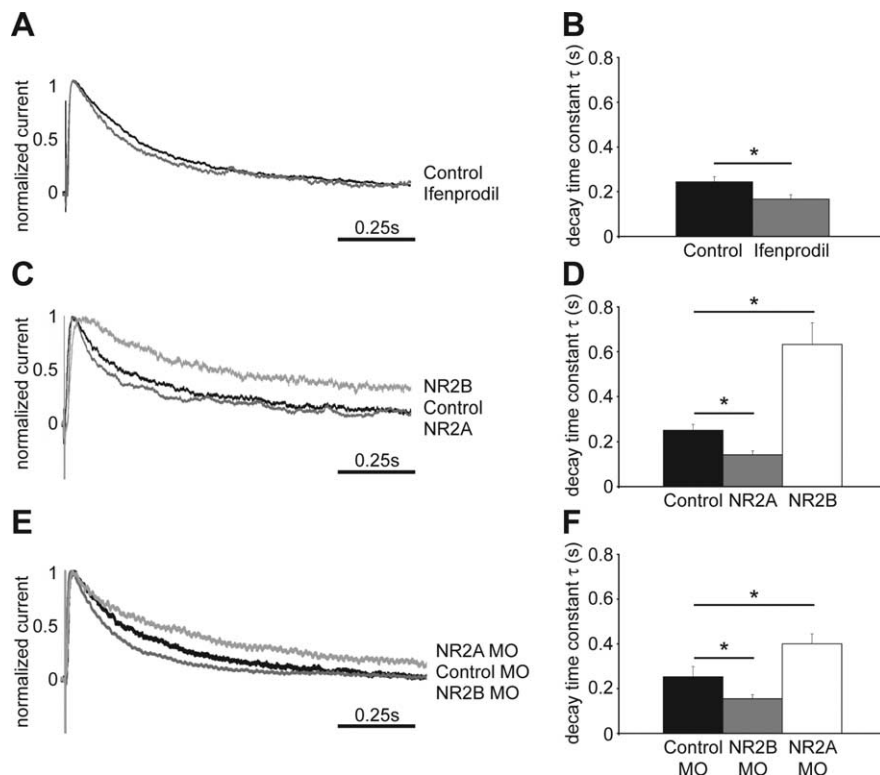 A
normalized current
1
0.5
0
Control
Ifenprodil
0.25s
B
decay time constant τ (s)
0.8
0.6
0.4
0.2
0
*
Control Ifenprodil
C
normalized current
1
0.5
0
NR2B
Control
NR2A
0.25s
D
decay time constant τ (s)
0.8
0.6
0.4
0.2
0
*
*
Control NR2A NR2B
E
normalized current
1
0.5
0
NR2A MO
Control MO
NR2B MO
0.25s
F
decay time constant τ (s)
0.8
0.6
0.4
0.2
0
*
*
Control NR2B NR2A
MO MO MO